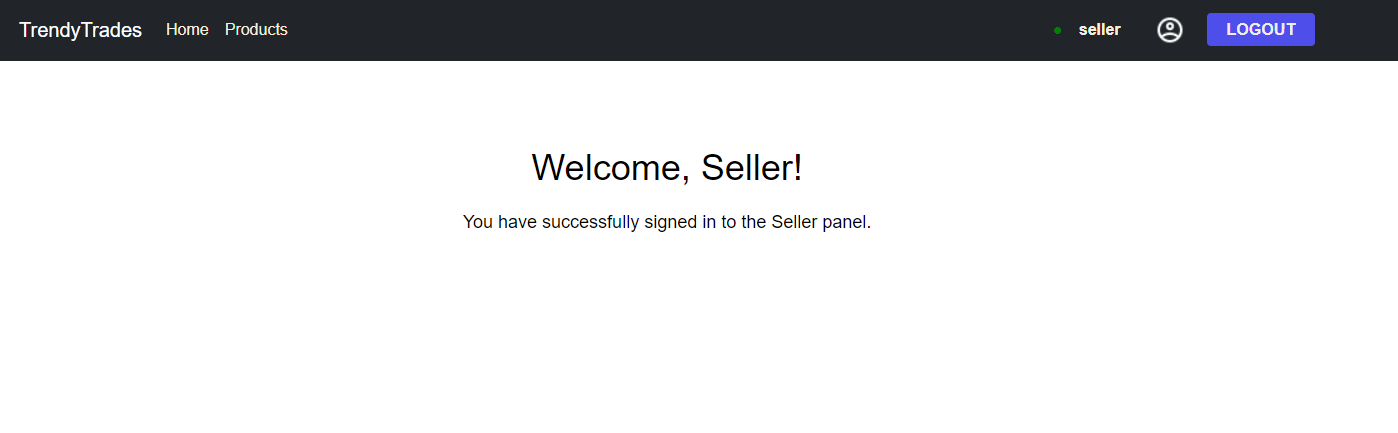 TrendyTrades Home Products seller LOGOUT
Welcome, Seller!
You have successfully signed in to the Seller panel.